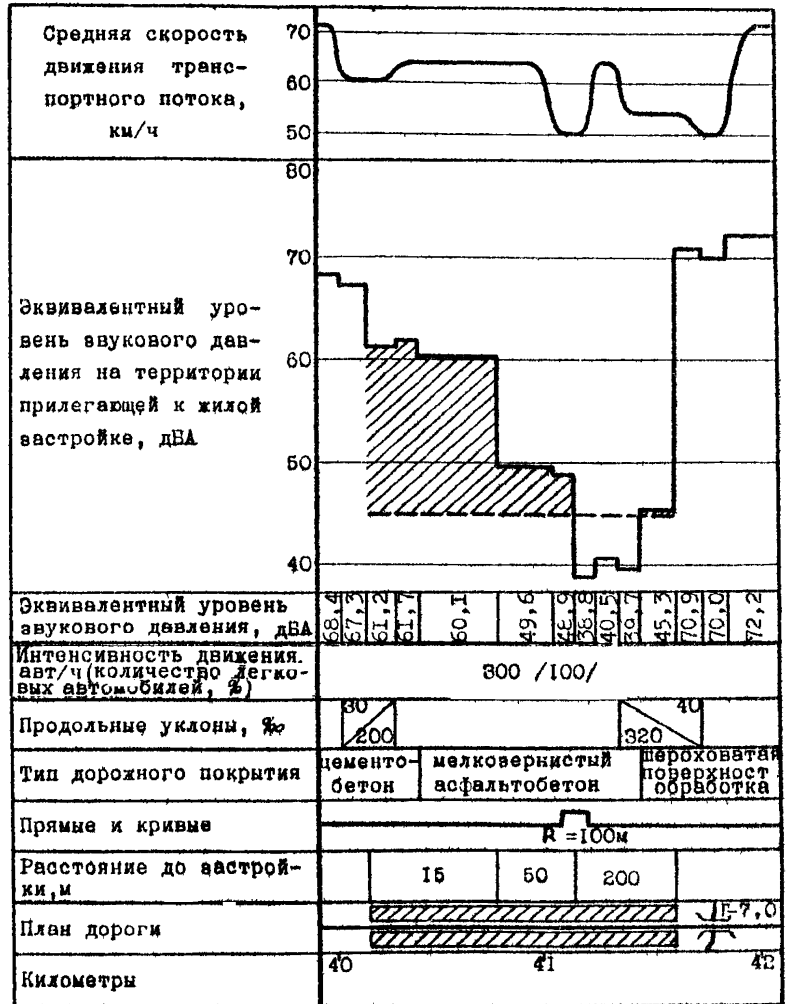 Средняя скорость
движения транс-
портного потока,
км/ч
70
60
50
Эквивалентный уро-
вень звукового дав-
ления на территории
прилегающей к жилой
застройке, дБА
80
70
60
50
40
Эквивалентный уровень
звукового давления, дБА
68,4 67,3 61,2 61,7 60,1 49,6 48,9 38,8 40,5 39,7 45,3 70,9 70,0 72,2
Интенсивность движения.
авт/ч(количество легко-
вых автомобилей, %)
300 /100/
Продольные уклоны, ‰
30
200
40
320
Тип дорожного покрытия
цементо-
бетон
мелкозернистый
асфальтобетон
шероховатая
поверхност
обработка
Прямые и кривые
R =100м
Расстояние до застрой-
ки,м
15 50 200
План дороги
Г-7,0
Километры
40 41 42